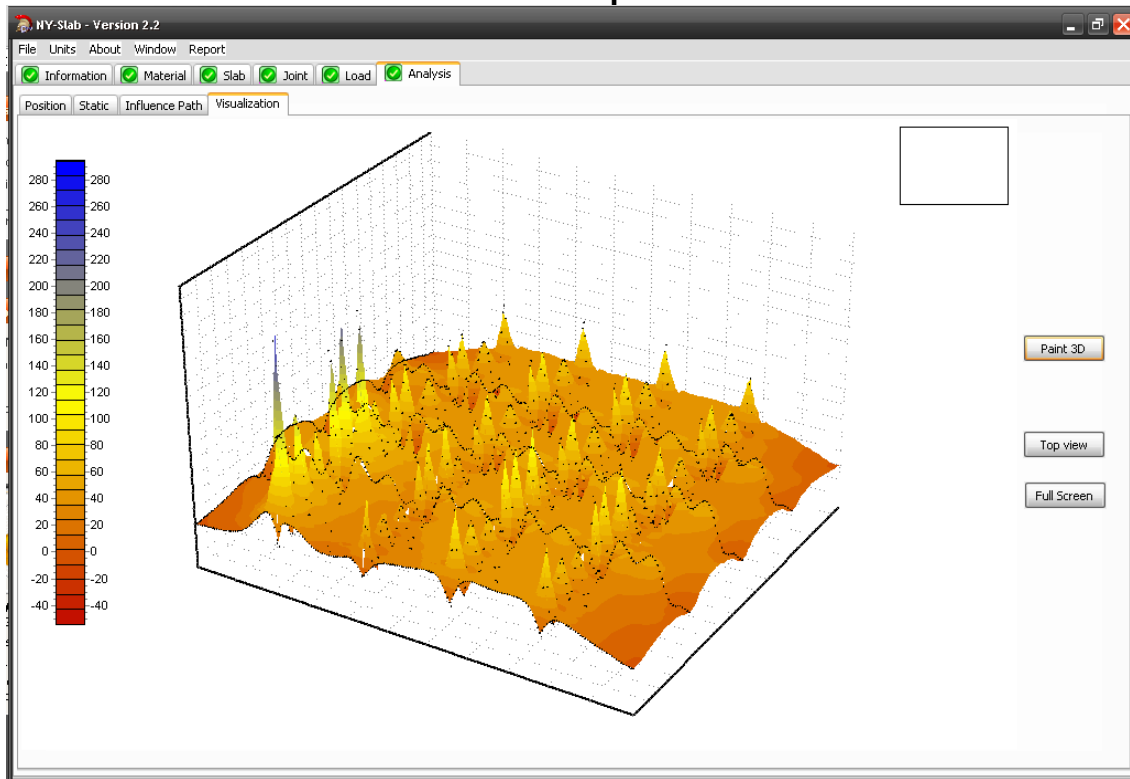 NY-Slab - Version 2.2
File Units About Window Report
Information Material Slab Joint Load Analysis
Position Static Influence Path Visualization
280 280
260 260
240 240
220 220
200 200
180 180
160 160
140 140
120 120
100 100
80 80
60 60
40 40
20 20
0 0
-20 -20
-40 -40
Paint 3D
Top view
Full Screen